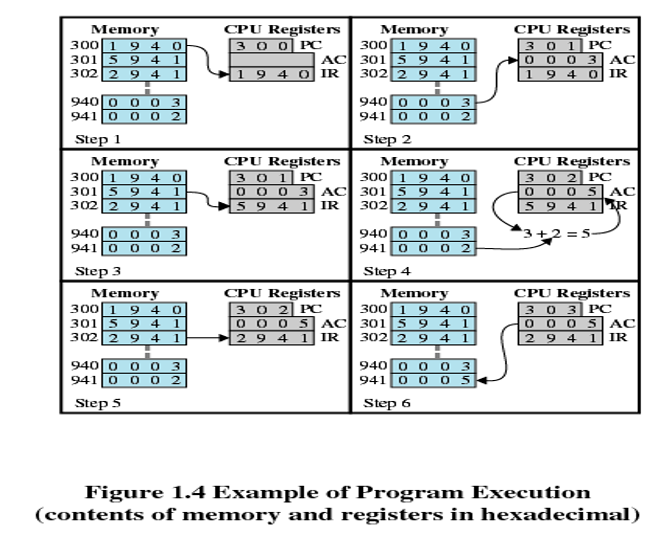 Memory CPU Registers
300 1 9 4 0 3 0 0 PC
301 5 9 4 1 AC
302 2 9 4 1 1 9 4 0 IR
940 0 0 0 3
941 0 0 0 2
Step 1
Memory CPU Registers
300 1 9 4 0 3 0 1 PC
301 5 9 4 1 0 0 0 3 AC
302 2 9 4 1 1 9 4 0 IR
940 0 0 0 3
941 0 0 0 2
Step 2
Memory CPU Registers
300 1 9 4 0 3 0 1 PC
301 5 9 4 1 0 0 0 3 AC
302 2 9 4 1 5 9 4 1 IR
940 0 0 0 3
941 0 0 0 2
Step 3
Memory CPU Registers
300 1 9 4 0 3 0 2 PC
301 5 9 4 1 0 0 0 5 AC
302 2 9 4 1 5 9 4 1 IR
940 0 0 0 3 3 + 2 = 5
941 0 0 0 2
Step 4
Memory CPU Registers
300 1 9 4 0 3 0 2 PC
301 5 9 4 1 0 0 0 5 AC
302 2 9 4 1 2 9 4 1 IR
940 0 0 0 3
941 0 0 0 2
Step 5
Memory CPU Registers
300 1 9 4 0 3 0 3 PC
301 5 9 4 1 0 0 0 5 AC
302 2 9 4 1 2 9 4 1 IR
940 0 0 0 3
941 0 0 0 5
Step 6
Figure 1.4 Example of Program Execution
(contents of memory and registers in hexadecimal)